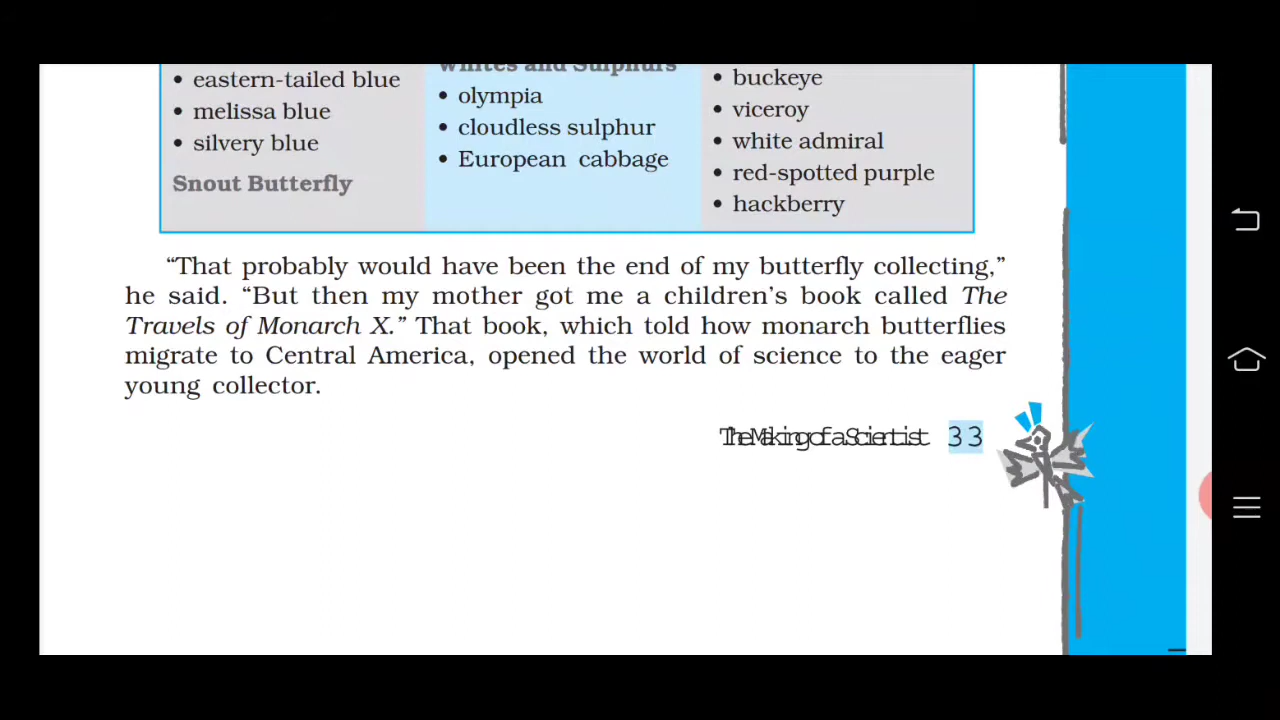 • eastern-tailed blue
• melissa blue
• silvery blue
Snout Butterfly
Whites and Sulphurs
• olympia
• cloudless sulphur
• European cabbage
• buckeye
• viceroy
• white admiral
• red-spotted purple
• hackberry
“That probably would have been the end of my butterfly collecting,”
he said. “But then my mother got me a children’s book called The
Travels of Monarch X.” That book, which told how monarch butterflies
migrate to Central America, opened the world of science to the eager
young collector.
The Making of a Scientist 33